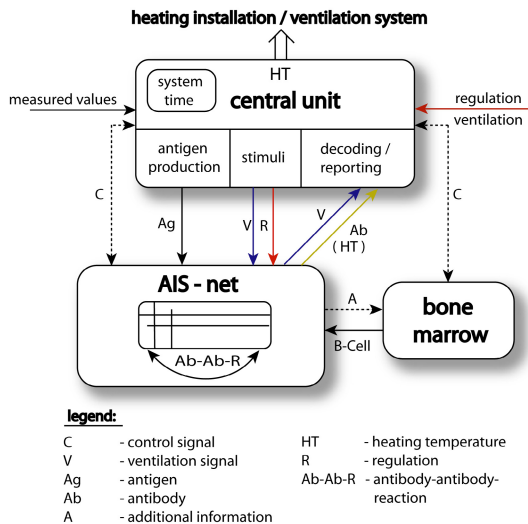 heating installation / ventilation system
HT
system
time
central unit
measured values
regulation
ventilation
antigen
production
stimuli
decoding /
reporting
C
C
Ag
V
R
V
Ab
( HT )
AIS - net
Ab-Ab-R
A
B-Cell
bone
marrow
legend:
C - control signal
V - ventilation signal
Ag - antigen
Ab - antibody
A - additional information
HT - heating temperature
R - regulation
Ab-Ab-R - antibody-antibody-
reaction